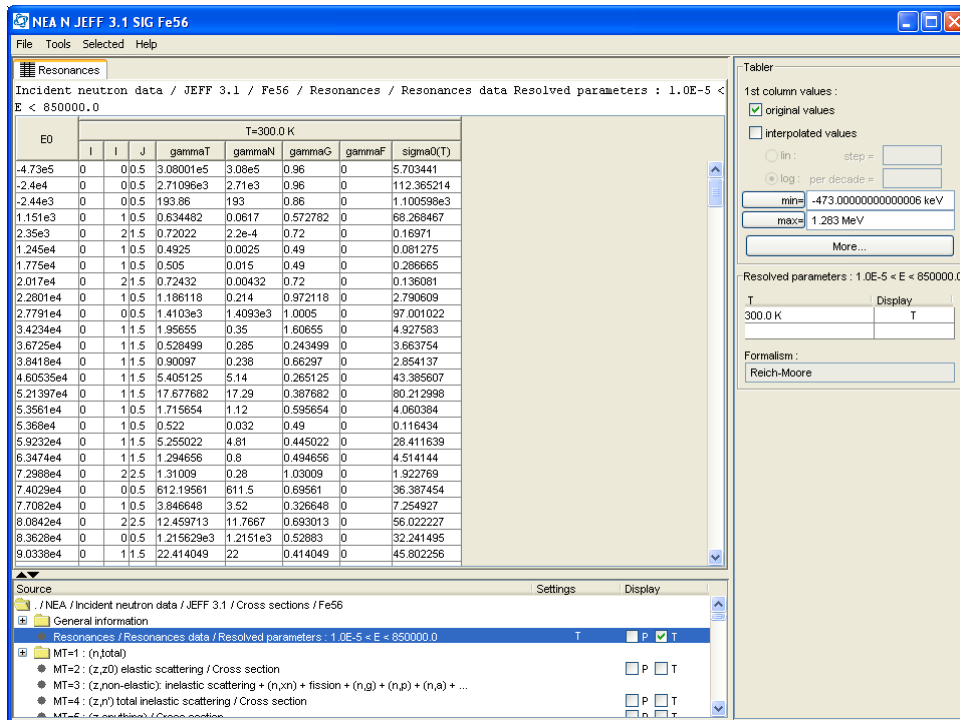 NEA N JEFF 3.1 SIG Fe56
File Tools Selected Help
Resonances
Incident neutron data / JEFF 3.1 / Fe56 / Resonances / Resonances data Resolved parameters : 1.0E-5 <
E < 850000.0
E0 T=300.0 K
I I J gammaT gammaN gammaG gammaF sigma0(T)
-4.73e5 0 0 0.5 3.08001e5 3.08e5 0.96 0 5.703441
-2.4e4 0 0 0.5 2.71096e3 2.71e3 0.96 0 112.365214
-2.44e3 0 0 0.5 193.86 193 0.86 0 1.100598e3
1.151e3 0 1 0.5 0.634482 0.0617 0.572782 0 68.268467
2.35e3 0 2 1.5 0.72022 2.2e-4 0.72 0 0.16971
1.245e4 0 1 0.5 0.4925 0.0025 0.49 0 0.081275
1.775e4 0 1 0.5 0.505 0.015 0.49 0 0.286665
2.017e4 0 2 1.5 0.72432 0.00432 0.72 0 0.136081
2.2801e4 0 1 0.5 1.186118 0.214 0.972118 0 2.790609
2.7791e4 0 0 0.5 1.4103e3 1.4093e3 1.0005 0 97.001022
3.4234e4 0 1 1.5 1.95655 0.35 1.60655 0 4.927583
3.6725e4 0 1 1.5 0.528499 0.285 0.243499 0 3.663754
3.8418e4 0 1 1.5 0.90097 0.238 0.66297 0 2.854137
4.60535e4 0 1 1.5 5.405125 5.14 0.265125 0 43.385607
5.21397e4 0 1 1.5 17.677682 17.29 0.387682 0 80.212998
5.3561e4 0 1 0.5 1.715654 1.12 0.595654 0 4.060384
5.368e4 0 1 0.5 0.522 0.032 0.49 0 0.116434
5.9232e4 0 1 1.5 5.255022 4.81 0.445022 0 28.411639
6.3474e4 0 1 1.5 1.294656 0.8 0.494656 0 4.514144
7.2988e4 0 2 2.5 1.31009 0.28 1.03009 0 1.922769
7.4029e4 0 0 0.5 612.19561 611.5 0.69561 0 36.387454
7.7082e4 0 1 0.5 3.846648 3.52 0.326648 0 7.254927
8.0842e4 0 2 2.5 12.459713 11.7667 0.693013 0 56.022227
8.3628e4 0 0 0.5 1.215629e3 1.2151e3 0.52883 0 32.241495
9.0338e4 0 1 1.5 22.414049 22 0.414049 0 45.802256
Tabler
1st column values :
original values
interpolated values
lin : step =
log : per decade =
min= -473.00000000000006 keV
max= 1.283 MeV
More...
Resolved parameters : 1.0E-5 < E < 850000.0
T Display
300.0 K T
Formalism :
Reich-Moore
Source Settings Display
. / NEA / Incident neutron data / JEFF 3.1 / Cross sections / Fe56
General information
Resonances / Resonances data / Resolved parameters : 1.0E-5 < E < 850000.0 T P T
MT=1 : (n,total)
MT=2 : (z,z0) elastic scattering / Cross section P T
MT=3 : (z,non-elastic): inelastic scattering + (n,xn) + fission + (n,g) + (n,p) + (n,a) + ...
MT=4 : (z,n') total inelastic scattering / Cross section P T
MT=5 : (z,anything) / Cross section P T